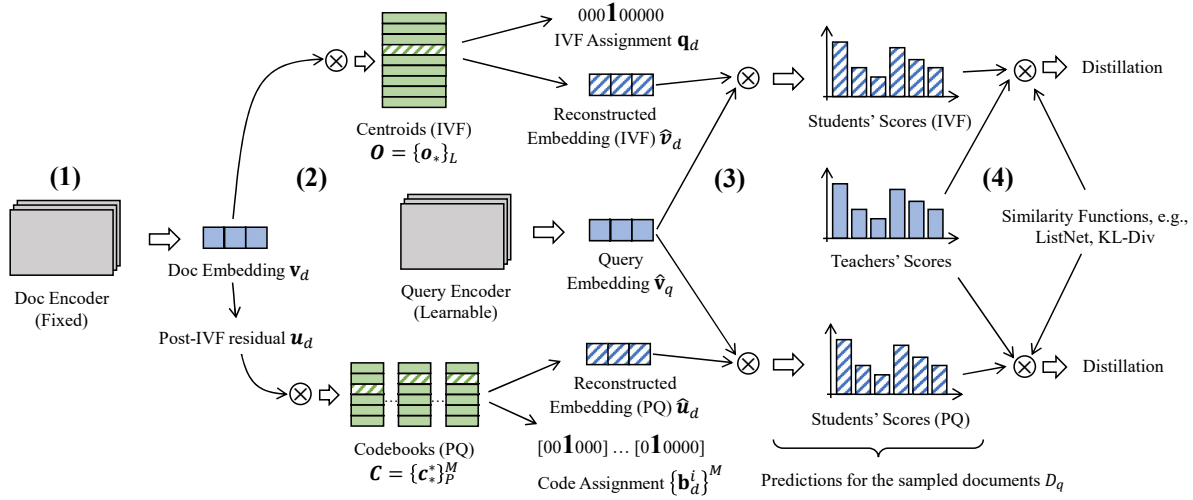 (1)
Doc Encoder
(Fixed)
Doc Embedding v_d
Post-IVF residual u_d
(2)
Centroids (IVF)
O = {o_*}_L
000100000
IVF Assignment q_d
Reconstructed
Embedding (IVF) v̂_d
Query Encoder
(Learnable)
Query
Embedding v̂_q
Codebooks (PQ)
C = {c_*^*}_P^M
Reconstructed
Embedding (PQ) û_d
[001000] … [010000]
Code Assignment {b_d^i}^M
(3)
Students' Scores (IVF)
Teachers' Scores
Students' Scores (PQ)
Predictions for the sampled documents D_q
(4)
Distillation
Similarity Functions, e.g.,
ListNet, KL-Div
Distillation